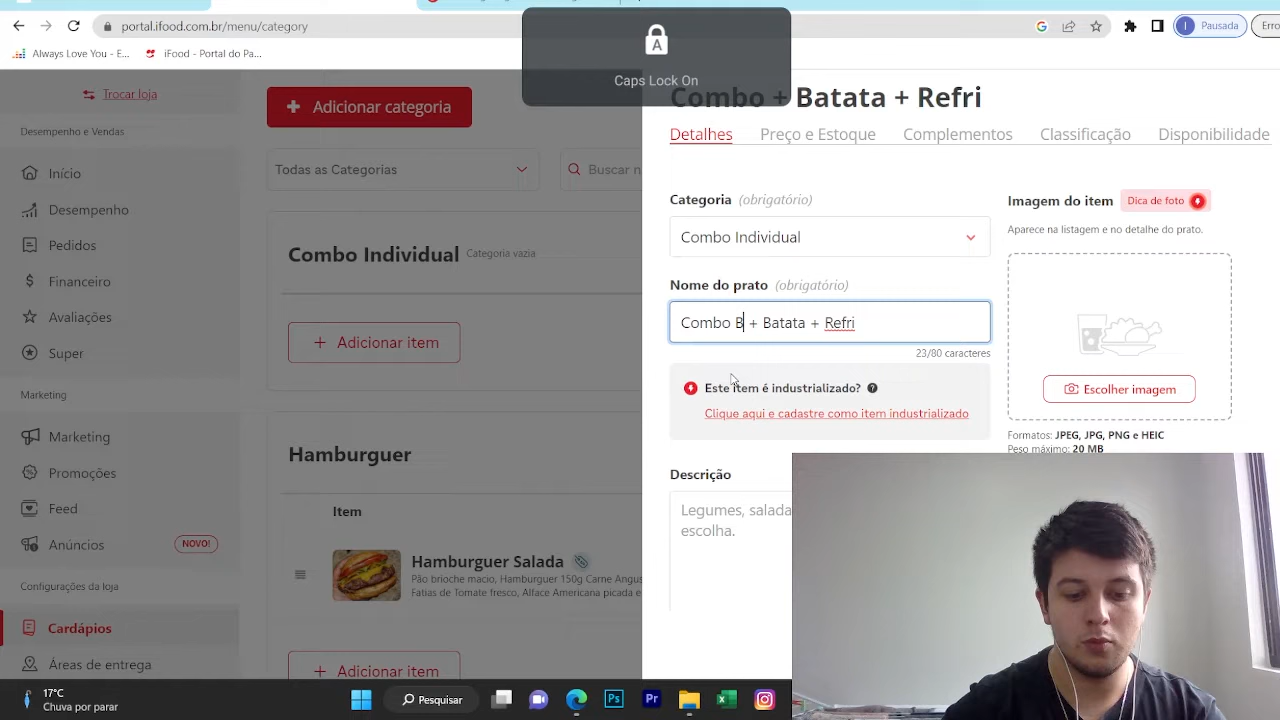 portal.ifood.com.br/menu/category
Pausada
Erro
Always Love You - E...
iFood - Portal do Pa...
A
Caps Lock On
Trocar loja
Desempenho e Vendas
Início
Desempenho
Pedidos
Financeiro
Avaliações
Super
Marketing
Marketing
Promoções
Feed
Anúncios
NOVO!
Configurações da loja
Cardápios
Áreas de entrega
+ Adicionar categoria
Todas as Categorias
Buscar n
Combo Individual
Categoria vazia
+ Adicionar item
Hamburguer
Item
Hamburguer Salada
Pão brioche macio, Hamburguer 150g Carne Angus
Fatias de Tomate fresco, Alface Americana picada e
+ Adicionar item
Combo + Batata + Refri
Detalhes
Preço e Estoque
Complementos
Classificação
Disponibilidade
Categoria (obrigatório)
Combo Individual
Nome do prato (obrigatório)
Combo B + Batata + Refri
23/80 caracteres
Este item é industrializado?
Clique aqui e cadastre como item industrializado
Descrição
Legumes, salada
escolha.
Imagem do item
Dica de foto
Aparece na listagem e no detalhe do prato.
Escolher imagem
Formatos: JPEG, JPG, PNG e HEIC
Peso máximo: 20 MB
17°C
Chuva por parar
Pesquisar
Ps
Pr